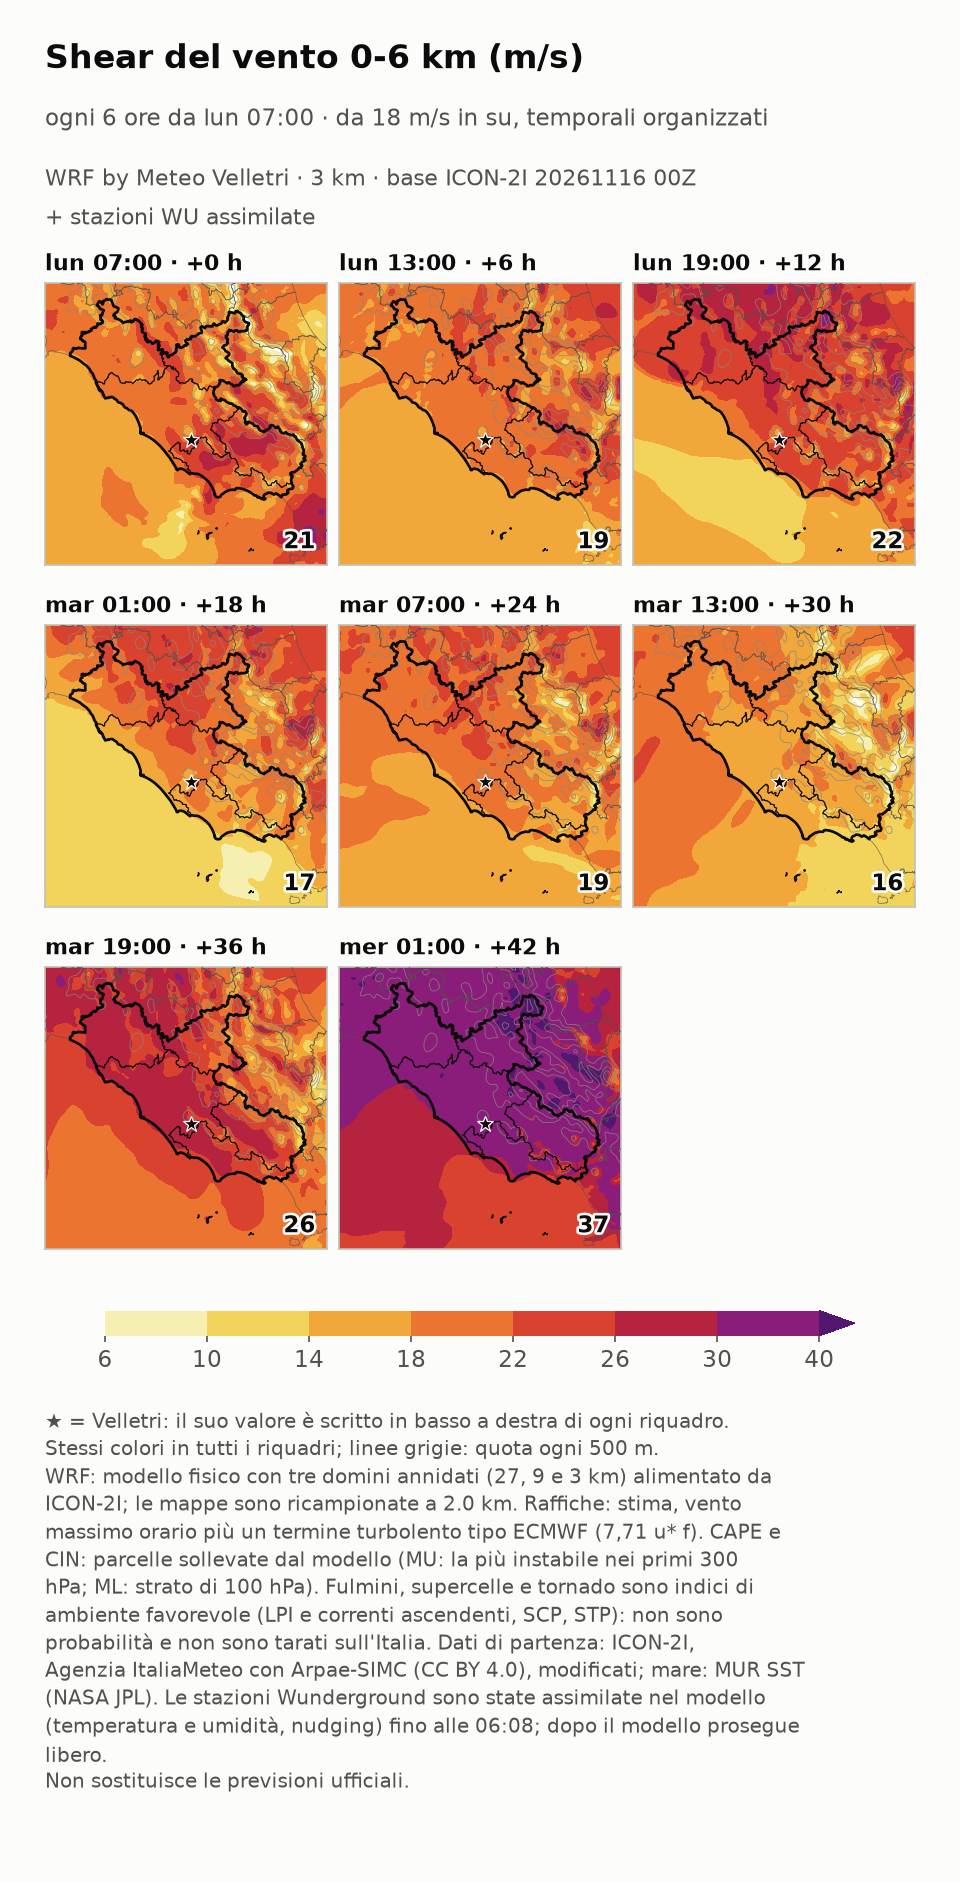 Shear del vento 0-6 km (m/s)
ogni 6 ore da lun 07:00 · da 18 m/s in su, temporali organizzati
WRF by Meteo Velletri · 3 km · base ICON-2I 20261116 00Z
+ stazioni WU assimilate
lun 07:00 · +0 h
lun 13:00 · +6 h
lun 19:00 · +12 h
21
19
22
mar 01:00 · +18 h
mar 07:00 · +24 h
mar 13:00 · +30 h
17
19
16
mar 19:00 · +36 h
mer 01:00 · +42 h
26
37
6 10 14 18 22 26 30 40
★ = Velletri: il suo valore è scritto in basso a destra di ogni riquadro.
Stessi colori in tutti i riquadri; linee grigie: quota ogni 500 m.
WRF: modello fisico con tre domini annidati (27, 9 e 3 km) alimentato da
ICON-2I; le mappe sono ricampionate a 2.0 km. Raffiche: stima, vento
massimo orario più un termine turbolento tipo ECMWF (7,71 u* f). CAPE e
CIN: parcelle sollevate dal modello (MU: la più instabile nei primi 300
hPa; ML: strato di 100 hPa). Fulmini, supercelle e tornado sono indici di
ambiente favorevole (LPI e correnti ascendenti, SCP, STP): non sono
probabilità e non sono tarati sull'Italia. Dati di partenza: ICON-2I,
Agenzia ItaliaMeteo con Arpae-SIMC (CC BY 4.0), modificati; mare: MUR SST
(NASA JPL). Le stazioni Wunderground sono state assimilate nel modello
(temperatura e umidità, nudging) fino alle 06:08; dopo il modello prosegue
libero.
Non sostituisce le previsioni ufficiali.